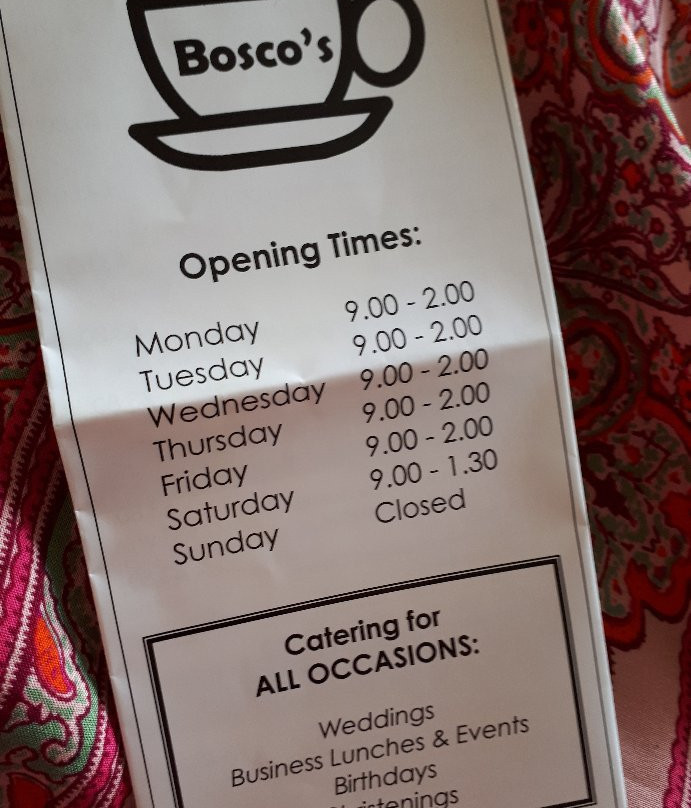 Bosco's
Opening Times:
Monday 9.00 - 2.00
Tuesday 9.00 - 2.00
Wednesday 9.00 - 2.00
Thursday 9.00 - 2.00
Friday 9.00 - 2.00
Saturday 9.00 - 1.30
Sunday Closed
Catering for
ALL OCCASIONS:
Weddings
Business Lunches & Events
Birthdays
Christenings